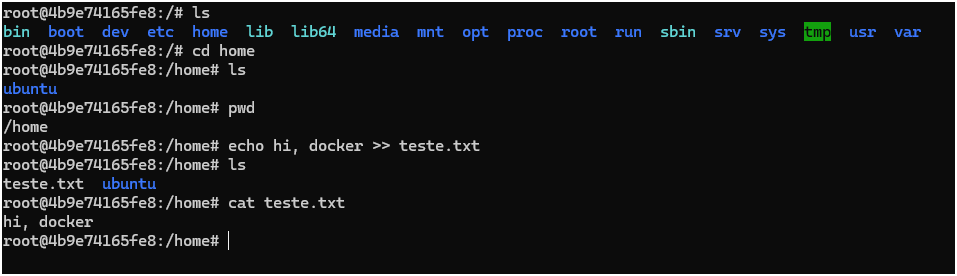 root@4b9e74165fe8:/# ls
bin  boot  dev  etc  home  lib  lib64  media  mnt  opt  proc  root  run  sbin  srv  sys  tmp  usr  var
root@4b9e74165fe8:/# cd home
root@4b9e74165fe8:/home# ls
ubuntu
root@4b9e74165fe8:/home# pwd
/home
root@4b9e74165fe8:/home# echo hi, docker >> teste.txt
root@4b9e74165fe8:/home# ls
teste.txt  ubuntu
root@4b9e74165fe8:/home# cat teste.txt
hi, docker
root@4b9e74165fe8:/home#